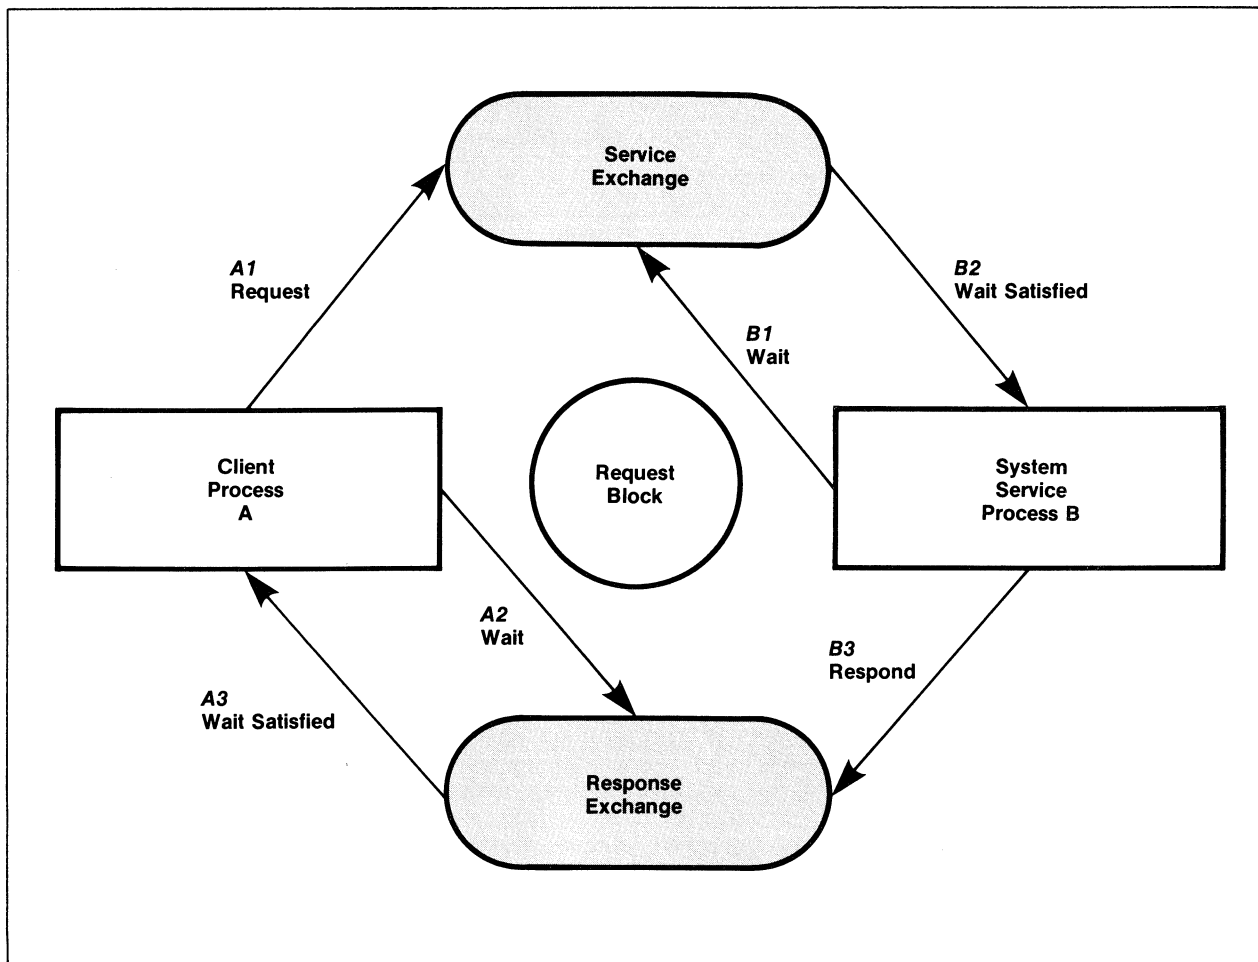 Service
Exchange
A1
Request
B2
Wait Satisfied
B1
Wait
Client
Process
A
Request
Block
System
Service
Process B
A2
Wait
B3
Respond
A3
Wait Satisfied
Response
Exchange